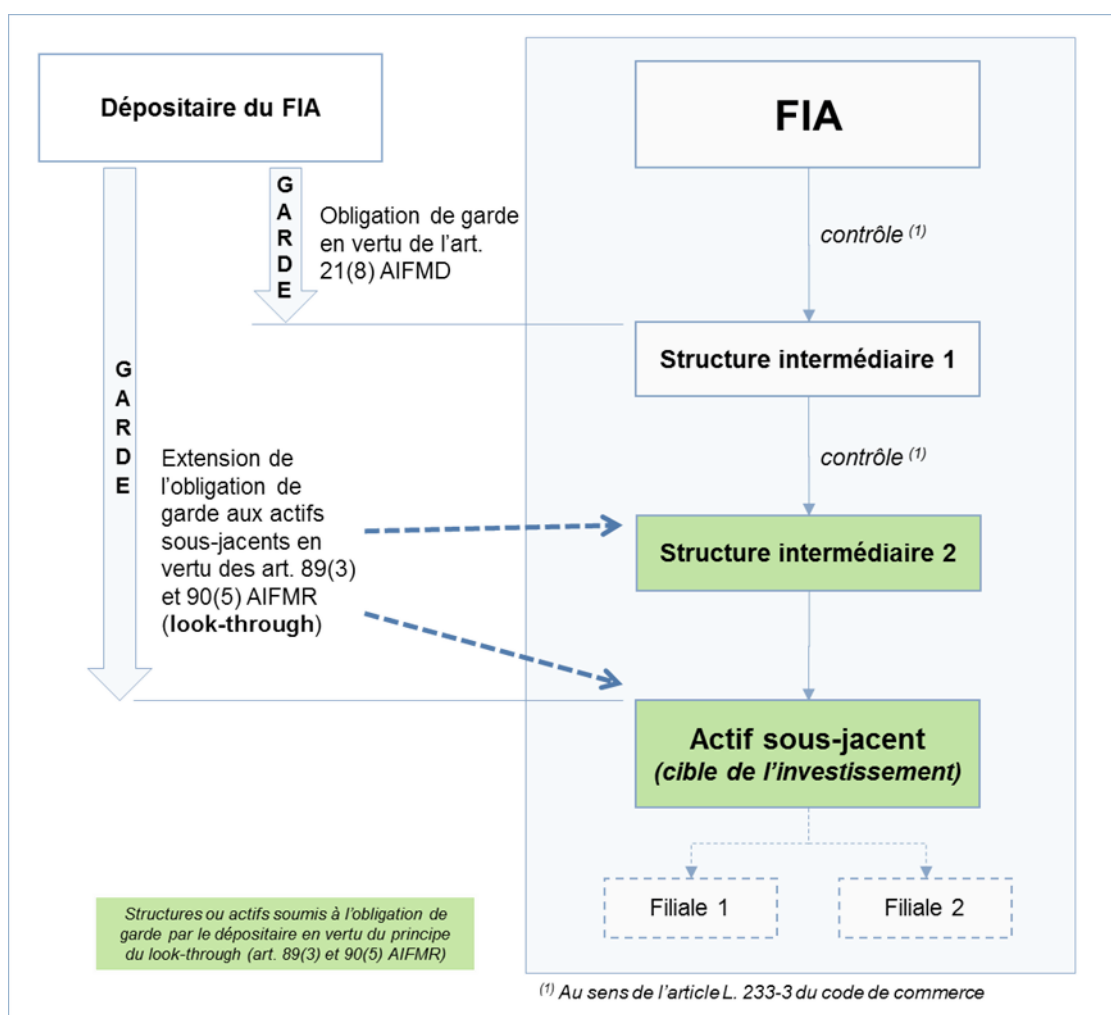 Dépositaire du FIA
FIA
G
A
R
D
E
Obligation de garde
en vertu de l'art.
21(8) AIFMD
contrôle (1)
Structure intermédiaire 1
contrôle (1)
G
A
R
D
E
Extension de
l'obligation de
garde aux actifs
sous-jacents en
vertu des art. 89(3)
et 90(5) AIFMR
(look-through)
Structure intermédiaire 2
Actif sous-jacent
(cible de l'investissement)
Filiale 1
Filiale 2
Structures ou actifs soumis à l'obligation de
garde par le dépositaire en vertu du principe
du look-through (art. 89(3) et 90(5) AIFMR)
(1) Au sens de l'article L. 233-3 du code de commerce